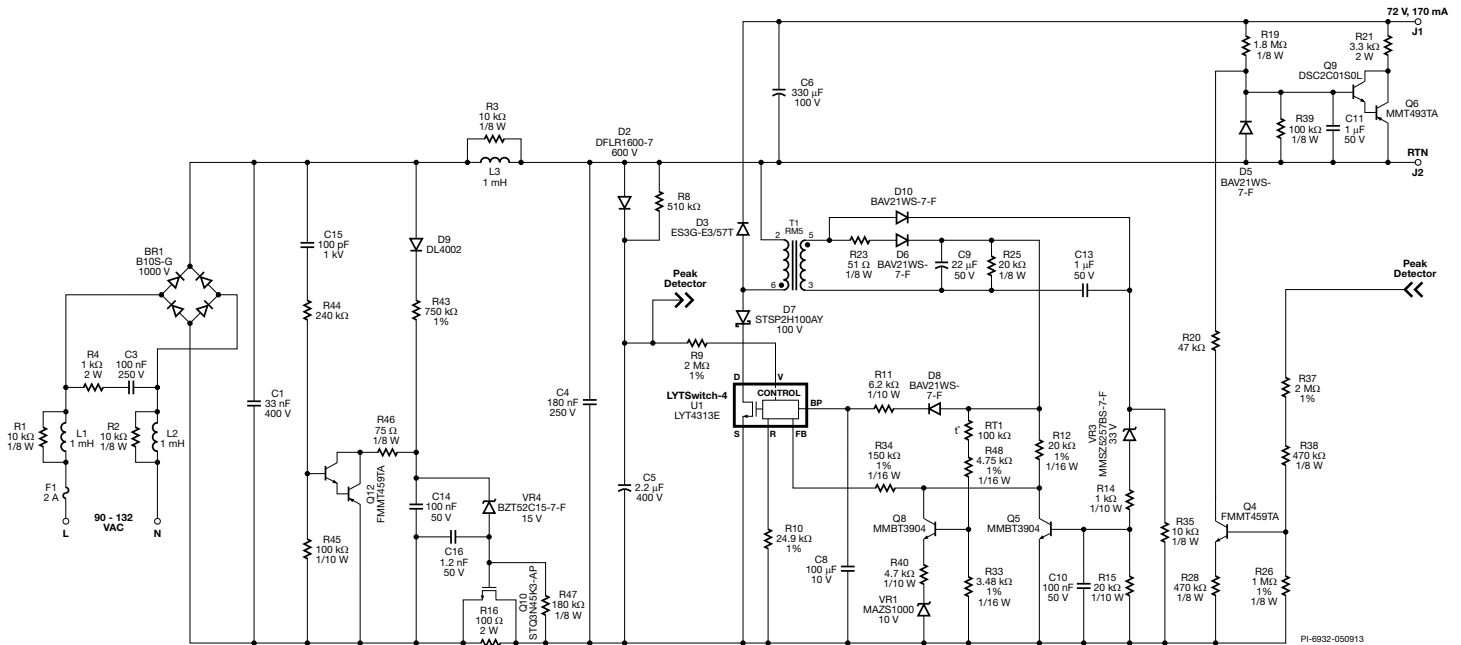 72 V, 170 mA
J1
R19
1.8 MΩ
1/8 W
R21
3.3 kΩ
2 W
Q9
DSC2C01S0L
Q6
MMT493TA
C6
330 µF
100 V
R39
100 kΩ
1/8 W
C11
1 µF
50 V
D5
BAV21WS-
7-F
RTN
J2
R3
10 kΩ
1/8 W
L3
1 mH
D2
DFLR1600-7
600 V
R8
510 kΩ
D3
ES3G-E3/57T
T1
RM5
2
5
6
3
D10
BAV21WS-7-F
R23
51 Ω
1/8 W
D6
BAV21WS-
7-F
C9
22 µF
50 V
R25
20 kΩ
1/8 W
C13
1 µF
50 V
Peak
Detector
Peak
Detector
C15
100 pF
1 kV
D9
DL4002
BR1
B10S-G
1000 V
R44
240 kΩ
R43
750 kΩ
1%
D7
STSP2H100AY
100 V
R9
2 MΩ
1%
R20
47 kΩ
R4
1 kΩ
2 W
C3
100 nF
250 V
C1
33 nF
400 V
C4
180 nF
250 V
D
V
CONTROL
BP
S
R
FB
LYTSwitch-4
U1
LYT4313E
R11
6.2 kΩ
1/10 W
D8
BAV21WS-
7-F
t°
RT1
100 kΩ
R48
4.75 kΩ
1%
1/16 W
R12
20 kΩ
1%
1/16 W
VR3
MMSZ5257BS-7-F
33 V
R37
2 MΩ
1%
R38
470 kΩ
1/8 W
R1
10 kΩ
1/8 W
L1
1 mH
R2
10 kΩ
1/8 W
L2
1 mH
R46
75 Ω
1/8 W
Q12
FMMT459TA
R34
150 kΩ
1%
1/16 W
F1
2 A
90 - 132
VAC
L
N
R45
100 kΩ
1/10 W
C14
100 nF
50 V
VR4
BZT52C15-7-F
15 V
C16
1.2 nF
50 V
C5
2.2 µF
400 V
R14
1 kΩ
1/10 W
R35
10 kΩ
1/8 W
Q4
FMMT459TA
Q8
MMBT3904
Q5
MMBT3904
R10
24.9 kΩ
1%
C8
100 µF
10 V
R40
4.7 kΩ
1/10 W
VR1
MAZS1000
10 V
R33
3.48 kΩ
1%
1/16 W
C10
100 nF
50 V
R15
20 kΩ
1/10 W
R28
470 kΩ
1/8 W
R26
1 MΩ
1%
1/8 W
Q10
STQ3N45K3-AP
R16
100 Ω
2 W
R47
180 kΩ
1/8 W
PI-6932-050913